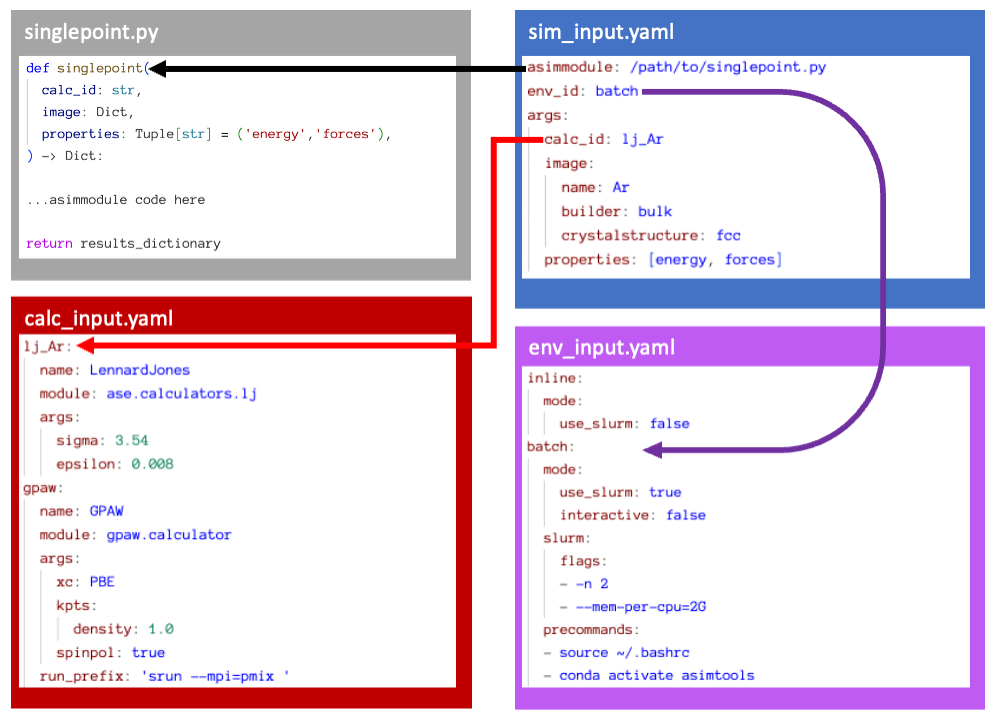 singlepoint.py
def singlepoint(
calc_id: str,
image: Dict,
properties: Tuple[str] = ('energy','forces'),
) -> Dict:
...asimmodule code here
return results_dictionary
sim_input.yaml
asimmodule: /path/to/singlepoint.py
env_id: batch
args:
calc_id: lj_Ar
image:
name: Ar
builder: bulk
crystalstructure: fcc
properties: [energy, forces]
calc_input.yaml
lj_Ar:
name: LennardJones
module: ase.calculators.lj
args:
sigma: 3.54
epsilon: 0.008
gpaw:
name: GPAW
module: gpaw.calculator
args:
xc: PBE
kpts:
density: 1.0
spinpol: true
run_prefix: 'srun --mpi=pmix '
env_input.yaml
inline:
mode:
use_slurm: false
batch:
mode:
use_slurm: true
interactive: false
slurm:
flags:
- -n 2
- --mem-per-cpu=2G
precommands:
- source ~/.bashrc
- conda activate asimtools